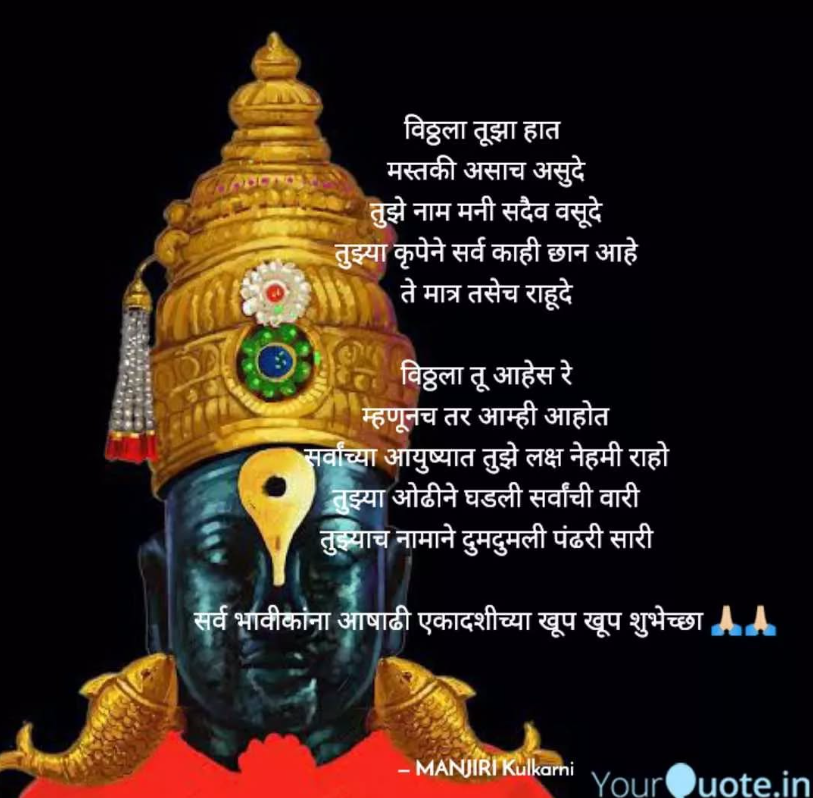 विठ्ठला तूझा हात
मस्तकी असाच असुदे
तुझे नाम मनी सदैव वसूदे
तुझ्या कृपेने सर्व काही छान आहे
ते मात्र तसेच राहूदे
विठ्ठला तू आहेस रे
म्हणूनच तर आम्ही आहोत
सर्वांच्या आयुष्यात तुझे लक्ष नेहमी राहो
तुझ्या ओढीने घडली सर्वांची वारी
तुझ्याच नामाने दुमदुमली पंढरी सारी
सर्व भावीकांना आषाढी एकादशीच्या खूप खूप शुभेच्छा 🙏🏻🙏🏻
– MANJIRI Kulkarni
YourQuote.in